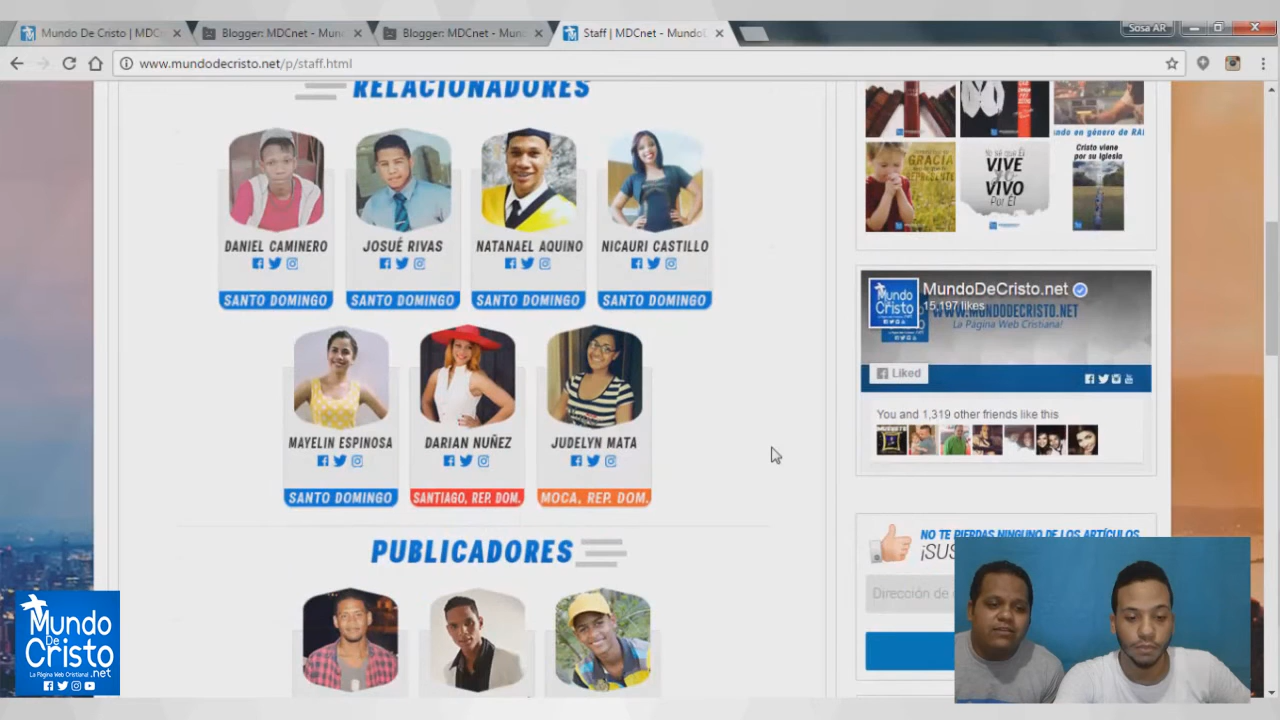 Mundo De Cristo | MDC
Blogger: MDCnet - Mun
Blogger: MDCnet - Mun
Staff | MDCnet - Mundo
Sosa AR
www.mundodecristo.net/p/staff.html
RELACIONADORES
DANIEL CAMINERO
JOSUÉ RIVAS
NATANAEL AQUINO
NICAURI CASTILLO
SANTO DOMINGO
SANTO DOMINGO
SANTO DOMINGO
SANTO DOMINGO
MAYELIN ESPINOSA
DARIAN NUÑEZ
JUDELYN MATA
SANTO DOMINGO
SANTIAGO, REP. DOM.
MOCA, REP. DOM.
PUBLICADORES
GRACIA
VIVE
VIVO
Por Él
Cristo viene
por su Iglesia
MundoDeCristo.net
15,197 likes
WWW.MUNDODECRISTO.NET
La Página Web Cristiana!
Mundo
Cristo
Liked
You and 1,319 other friends like this
NO TE PIERDAS NINGUNO DE LOS ARTÍCULOS
¡SUS
Dirección de
Mundo
De
Cristo
La Página Web Cristiana! .net